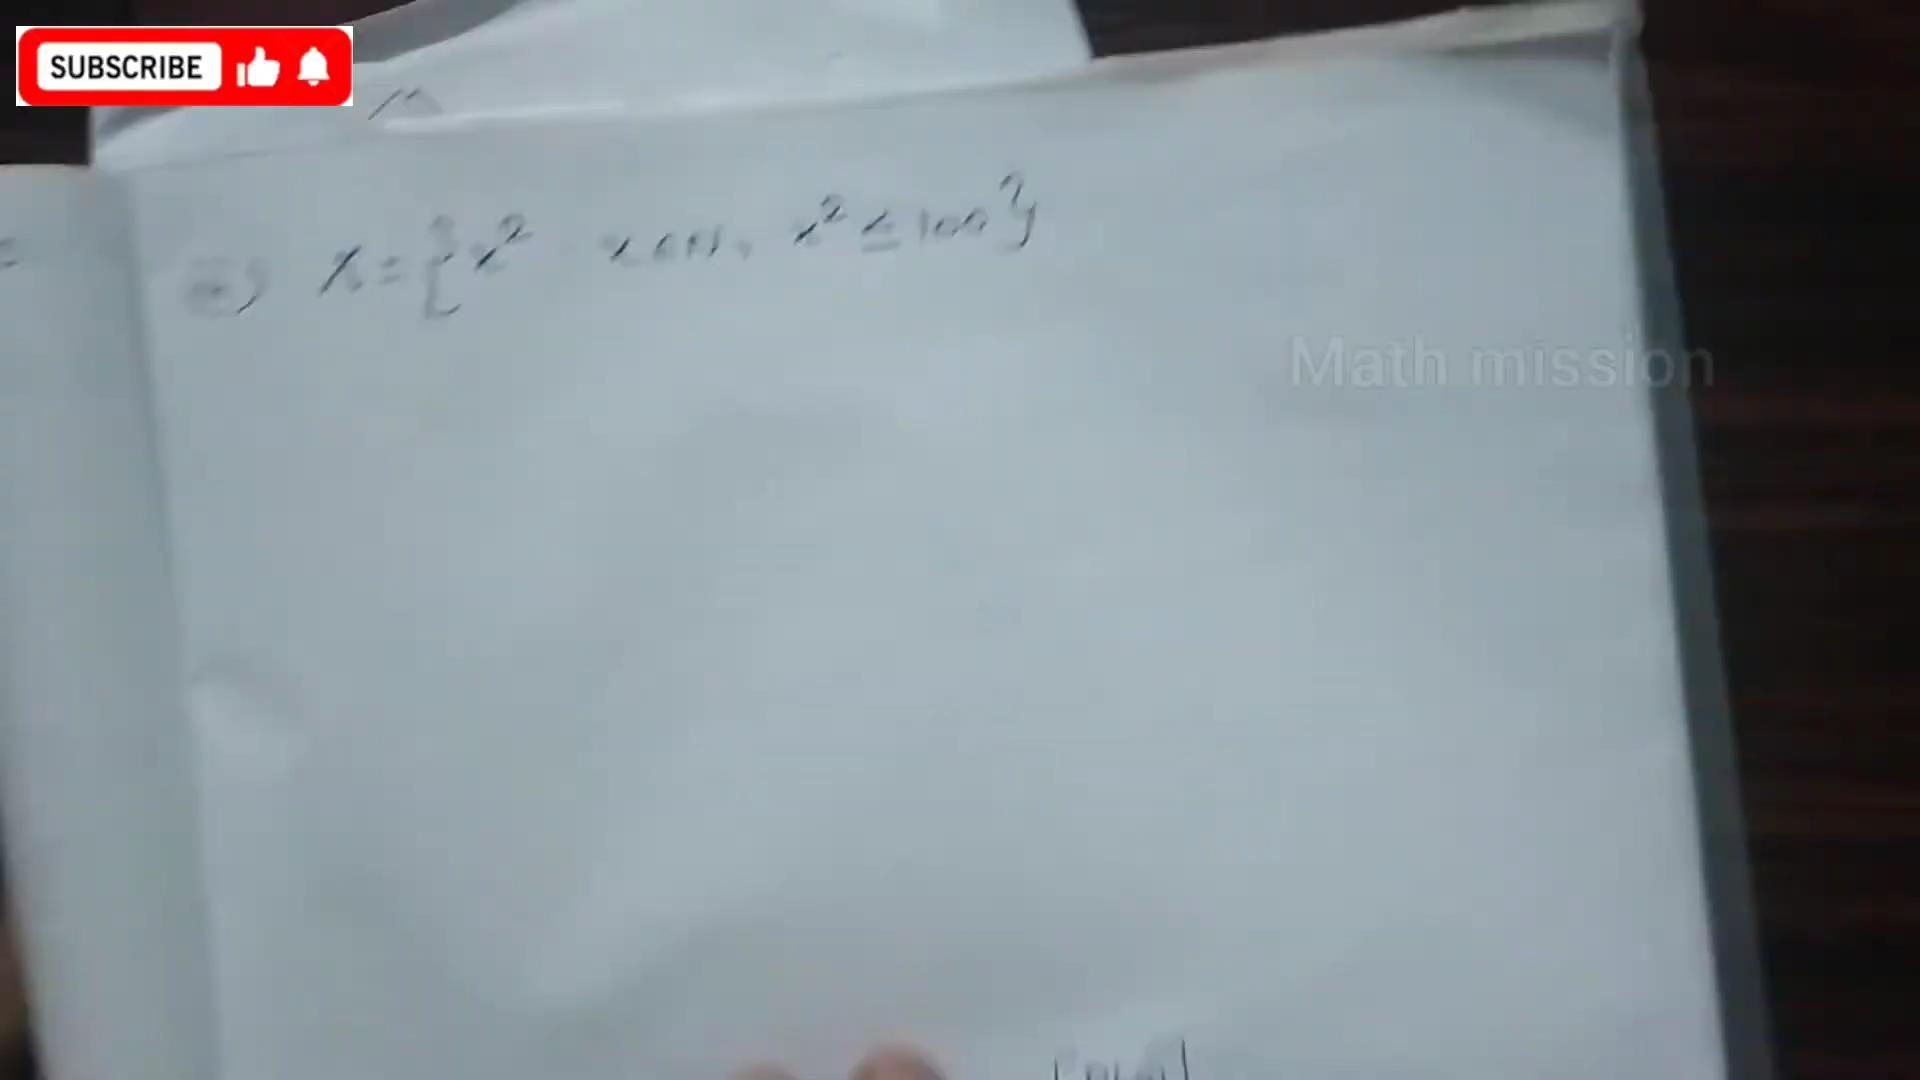 SUBSCRIBE
X = {x² x∈N, x² ≤ 100}
Math mission